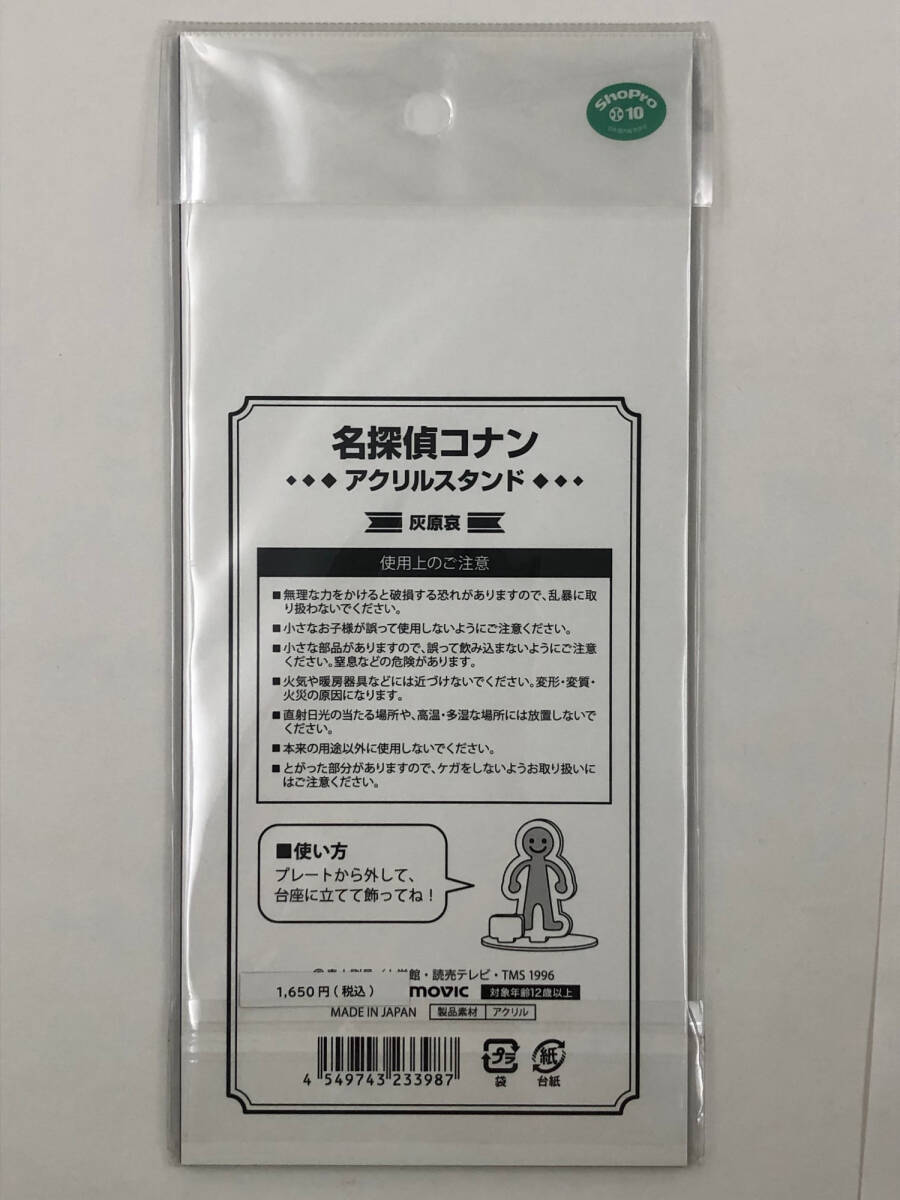 ShoPro
10
名探偵コナン
アクリルスタンド
灰原哀
使用上のご注意
■無理な力をかけると破損する恐れがありますので、乱暴に取
り扱わないでください。
■小さなお子様が誤って使用しないようにご注意ください。
■小さな部品がありますので、誤って飲み込まないようにご注意
ください。窒息などの危険があります。
■火気や暖房器具などには近づけないでください。変形・変質・
火災の原因になります。
■直射日光の当たる場所や、高温・多湿な場所には放置しないで
ください。
■本来の用途以外に使用しないでください。
■とがった部分がありますので、ケガをしないようお取り扱いに
はご注意ください。
■使い方
プレートから外して、
台座に立てて飾ってね！
館・読売テレビ・TMS 1996
1,650円（税込）
movic 対象年齢12歳以上
MADE IN JAPAN 製品素材 アクリル
4 549743 233987
プラ 紙
袋 台紙